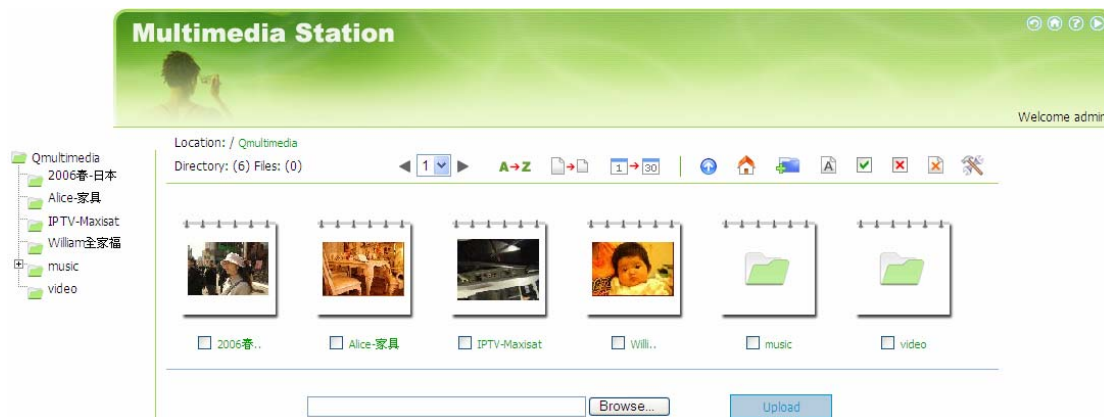 Multimedia Station
Welcome admin
Location: / Qmultimedia
Directory: (6) Files: (0)
1
A→Z
1→30
A
Qmultimedia
2006春-日本
Alice-家具
IPTV-Maxisat
William全家福
music
video
2006春..
Alice-家具
IPTV-Maxisat
Willi..
music
video
Browse...
Upload